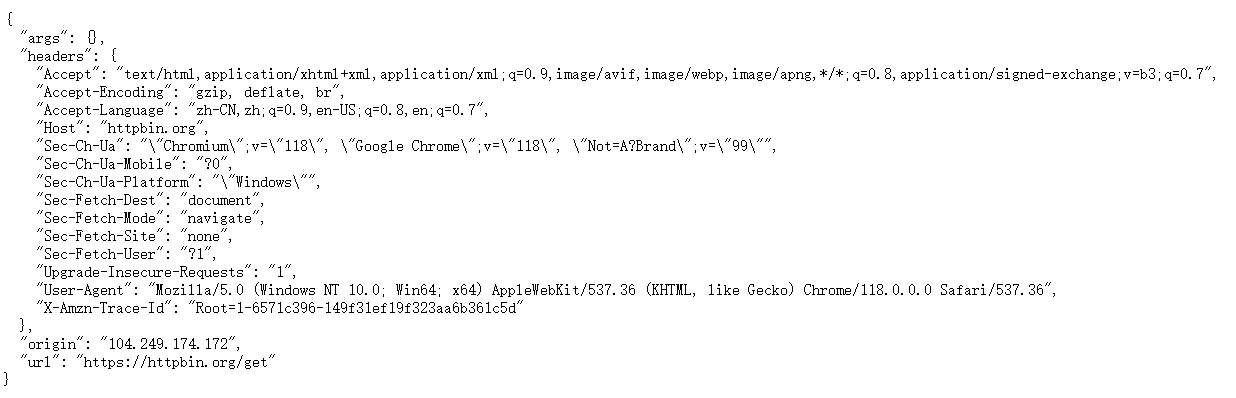 {
  "args": {},
  "headers": {
    "Accept": "text/html,application/xhtml+xml,application/xml;q=0.9,image/avif,image/webp,image/apng,*/*;q=0.8,application/signed-exchange;v=b3;q=0.7",
    "Accept-Encoding": "gzip, deflate, br",
    "Accept-Language": "zh-CN,zh;q=0.9,en-US;q=0.8,en;q=0.7",
    "Host": "httpbin.org",
    "Sec-Ch-Ua": "\"Chromium\";v=\"118\", \"Google Chrome\";v=\"118\", \"Not=A?Brand\";v=\"99\"",
    "Sec-Ch-Ua-Mobile": "?0",
    "Sec-Ch-Ua-Platform": "\"Windows\"",
    "Sec-Fetch-Dest": "document",
    "Sec-Fetch-Mode": "navigate",
    "Sec-Fetch-Site": "none",
    "Sec-Fetch-User": "?1",
    "Upgrade-Insecure-Requests": "1",
    "User-Agent": "Mozilla/5.0 (Windows NT 10.0; Win64; x64) AppleWebKit/537.36 (KHTML, like Gecko) Chrome/118.0.0.0 Safari/537.36",
    "X-Amzn-Trace-Id": "Root=1-6571c396-149f31ef19f323aa6b361c5d"
  },
  "origin": "104.249.174.172",
  "url": "https://httpbin.org/get"
}